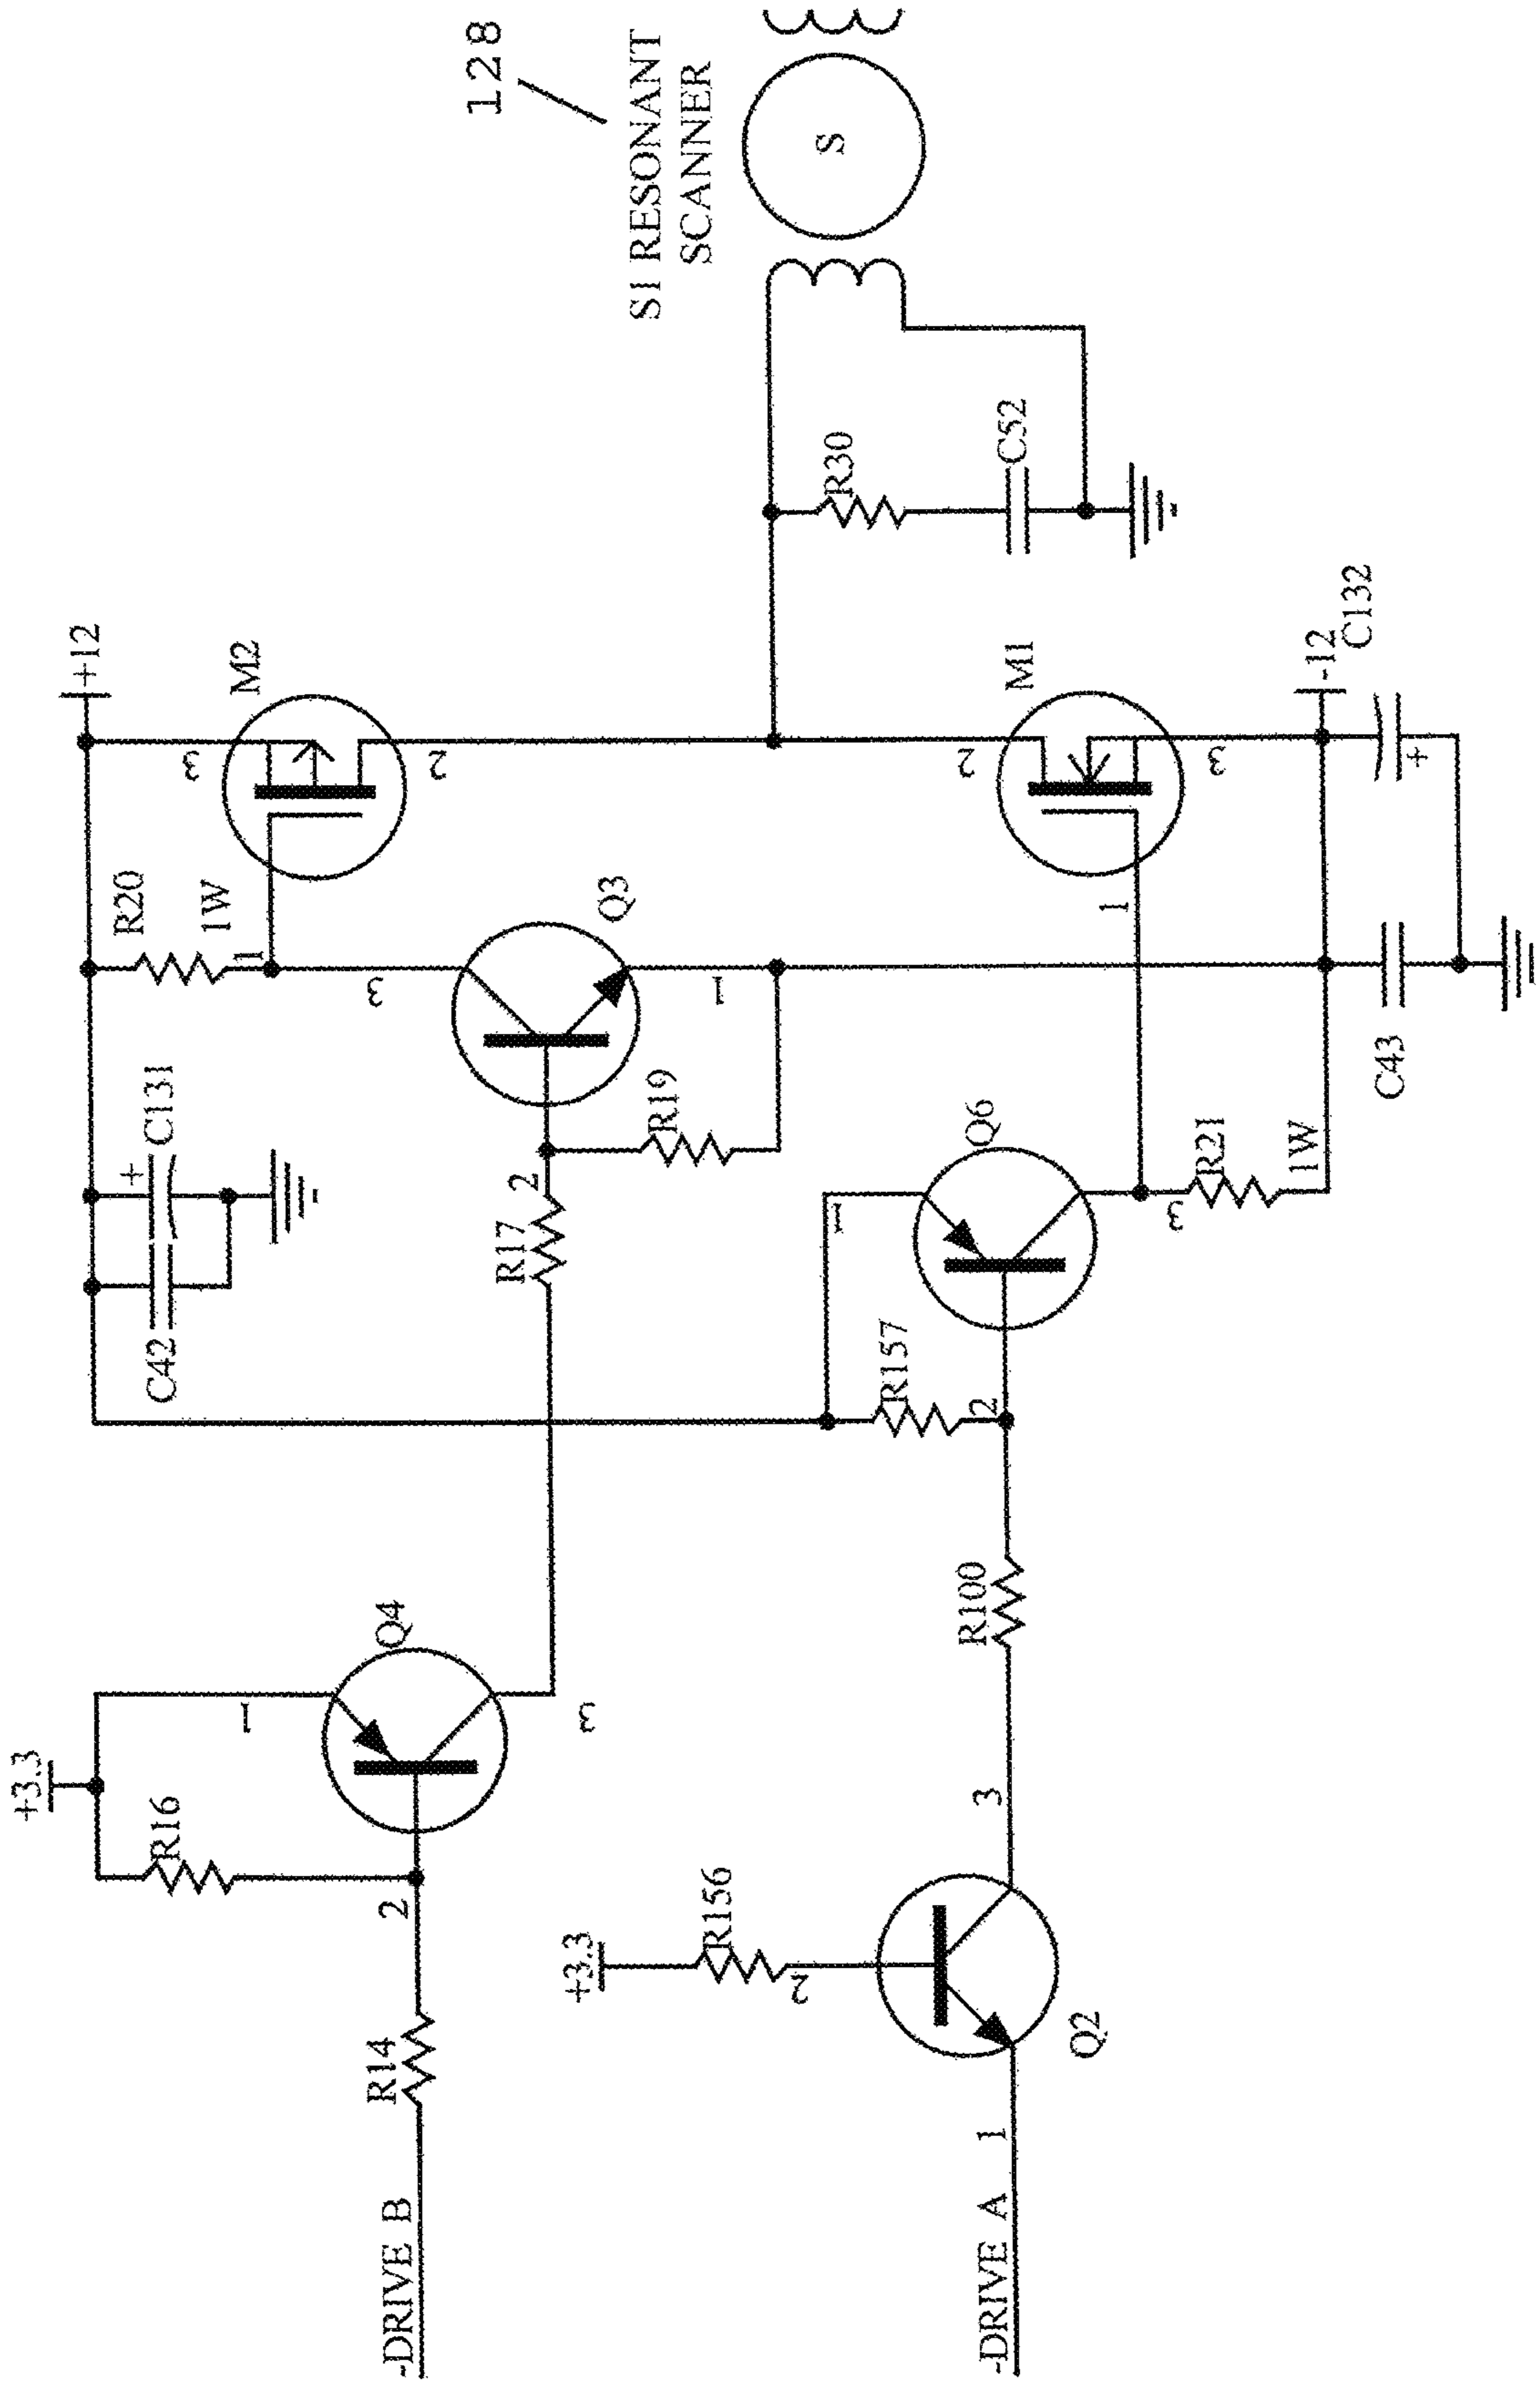 128
S1 RESONANT
SCANNER
S
+12
M2
3
2
R20
1W
1
Q3
3
1
C131
+
C42
R17
2
R19
R30
C52
M1
2
3
1
-12
C132
+
C43
Q6
1
3
R21
1W
R157
2
R100
+3.3
Q4
1
3
R16
2
R14
-DRIVE B
+3.3
R156
2
3
Q2
1
-DRIVE A